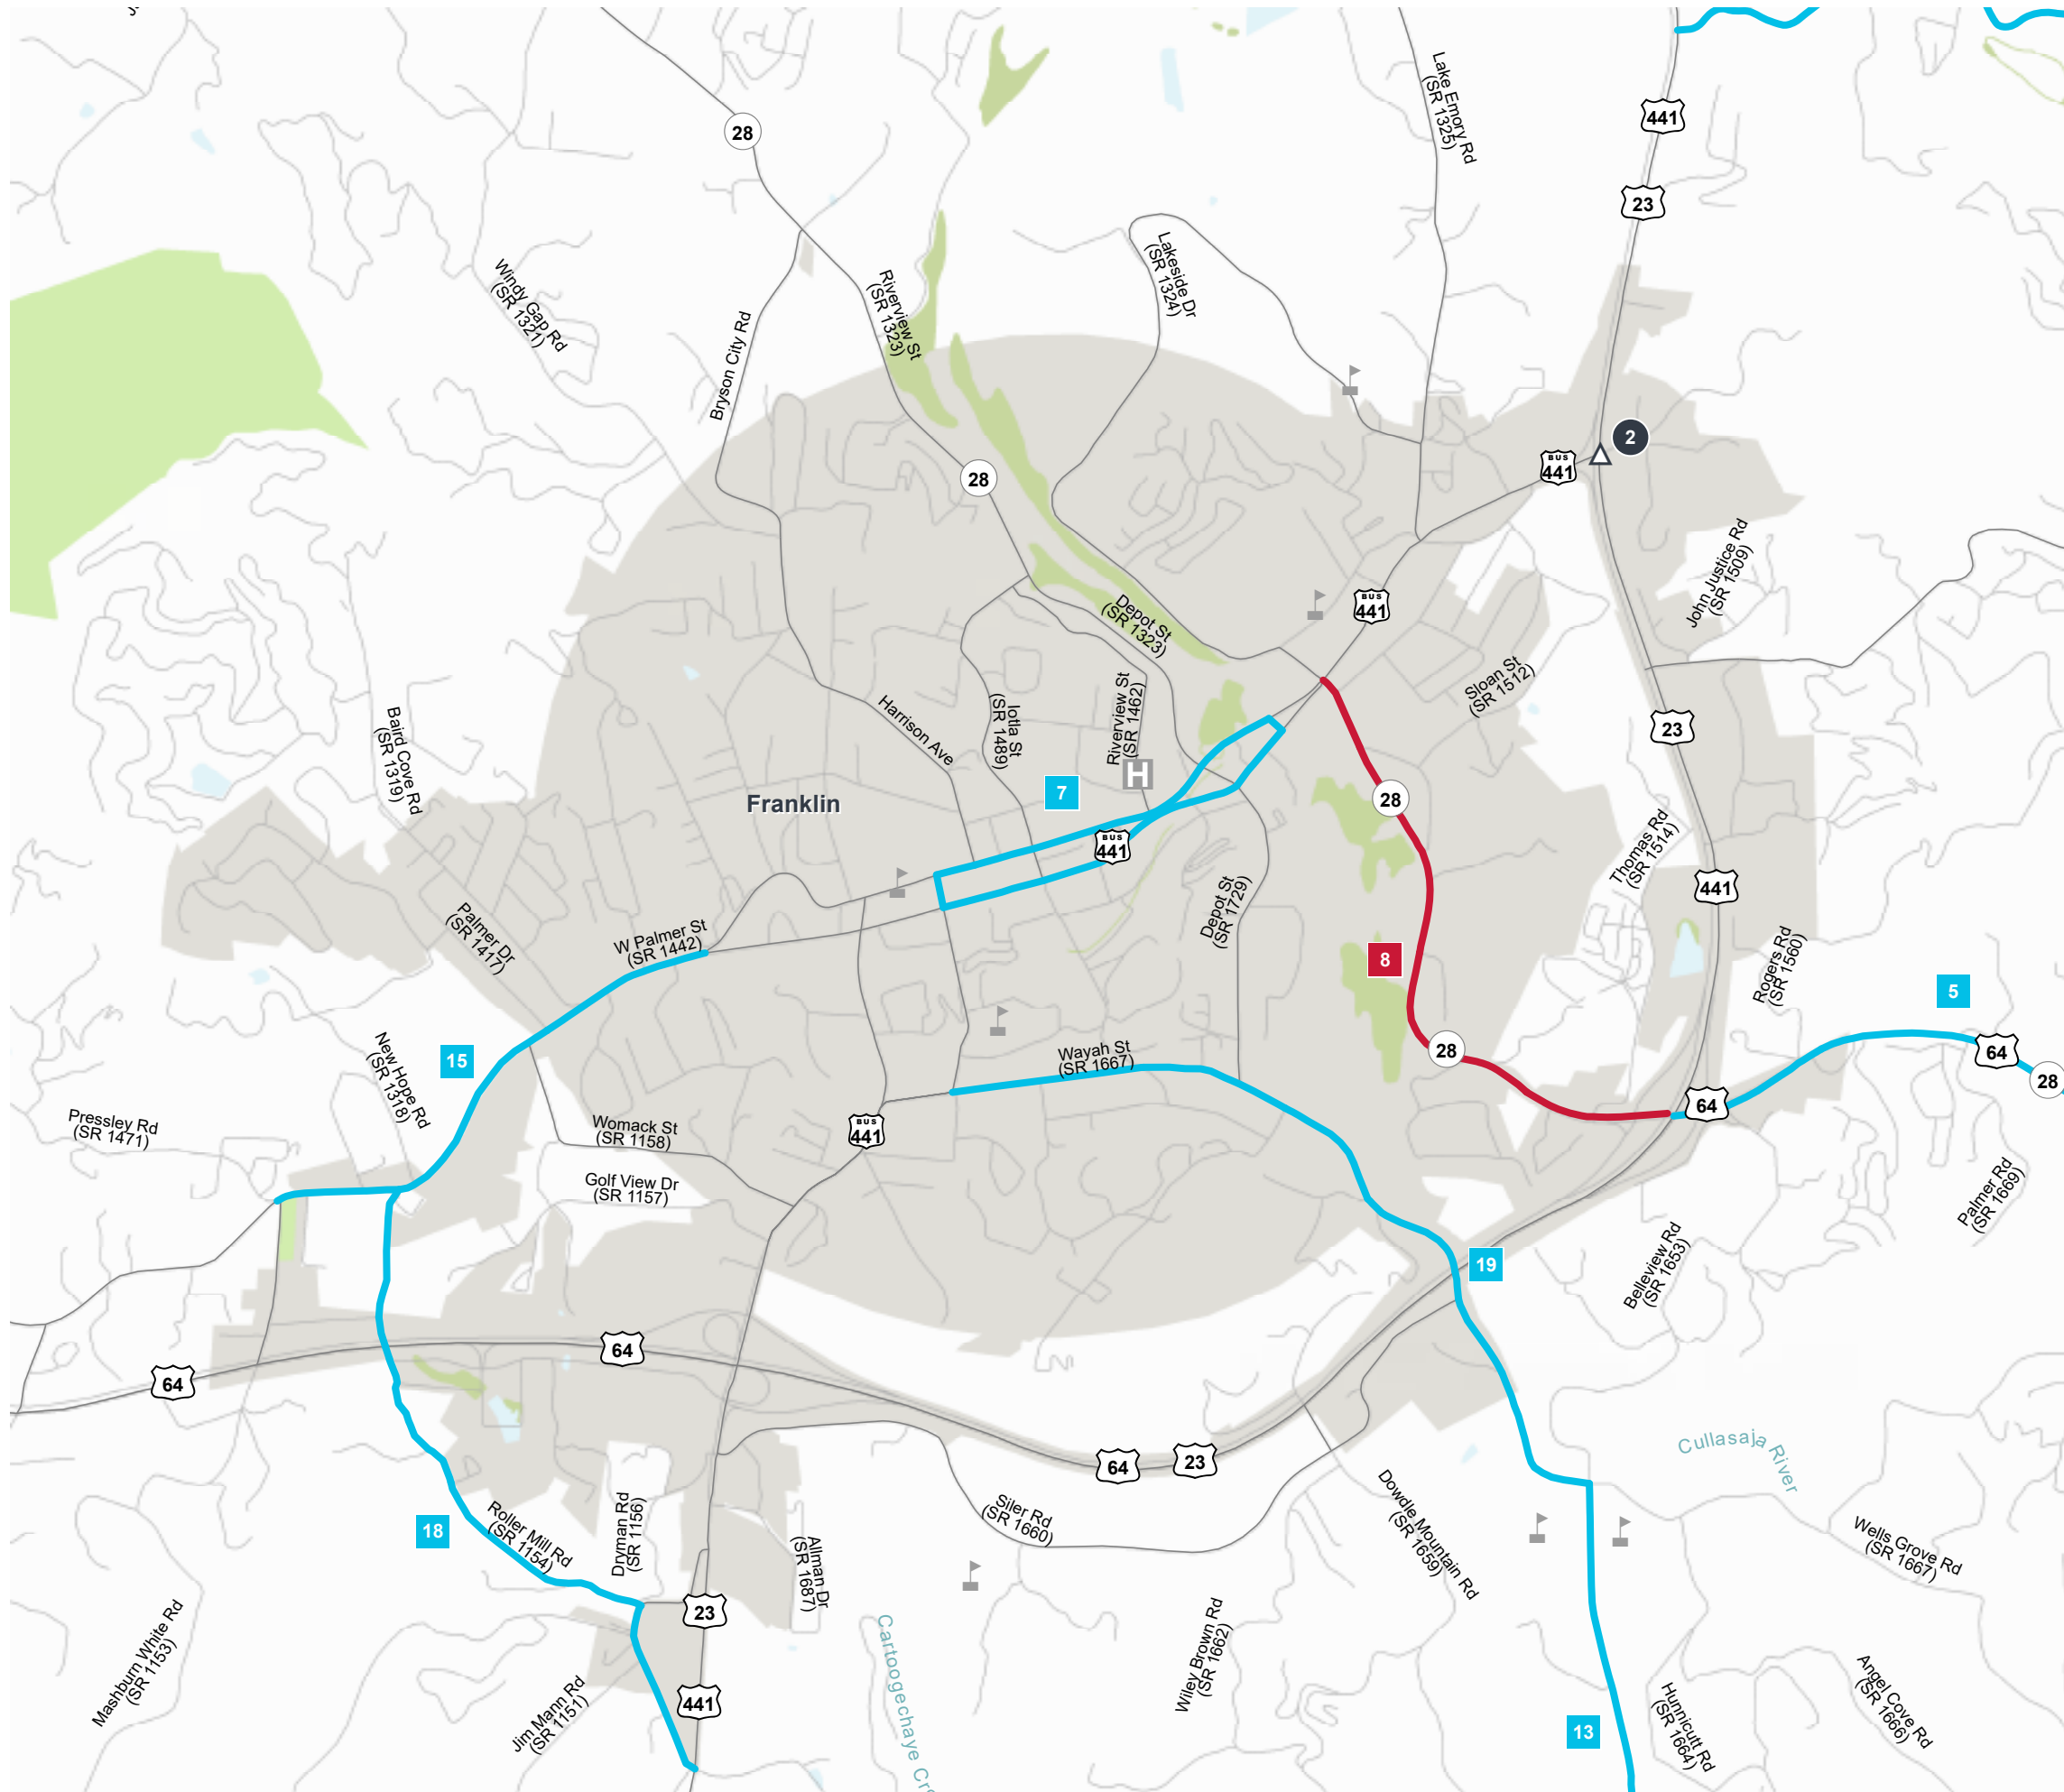 28
Lake Emory Rd
(SR 1325)
441
23
Windy Gap Rd
(SR 1321)
Riverview St
(SR 1323)
Lakeside Dr
(SR 1324)
Bryson City Rd
2
BUS
441
28
John Justice Rd
(SR 1509)
Depot St
(SR 1323)
BUS
441
Sloan St
(SR 1512)
Baird Cove Rd
(SR 1319)
Harrison Ave
Iotla St
(SR 1489)
Riverview St
(SR 1462)
H
23
Franklin
7
28
BUS
441
Thomas Rd
(SR 1514)
441
Palmer Dr
(SR 1417)
W Palmer St
(SR 1442)
Depot St
(SR 1729)
8
Rogers Rd
(SR 1560)
5
15
New Hope Rd
(SR 1318)
Wayah St
(SR 1667)
28
64
28
64
Pressley Rd
(SR 1471)
Womack St
(SR 1158)
BUS
441
Golf View Dr
(SR 1157)
Palmer Rd
(SR 1669)
19
Belleview Rd
(SR 1653)
64
64
64
23
Cullasaja River
18
Roller Mill Rd
(SR 1154)
Dryman Rd
(SR 1156)
Siler Rd
(SR 1660)
Dowdle Mountain Rd
(SR 1659)
Wells Grove Rd
(SR 1667)
Allman Dr
(SR 1687)
23
Mashburn White Rd
(SR 1153)
Jim Mann Rd
(SR 1151)
441
Cartoogechaye Cre
Wiley Brown Rd
(SR 1662)
13
Hunnicutt Rd
(SR 1664)
Angel Cove Rd
(SR 1666)